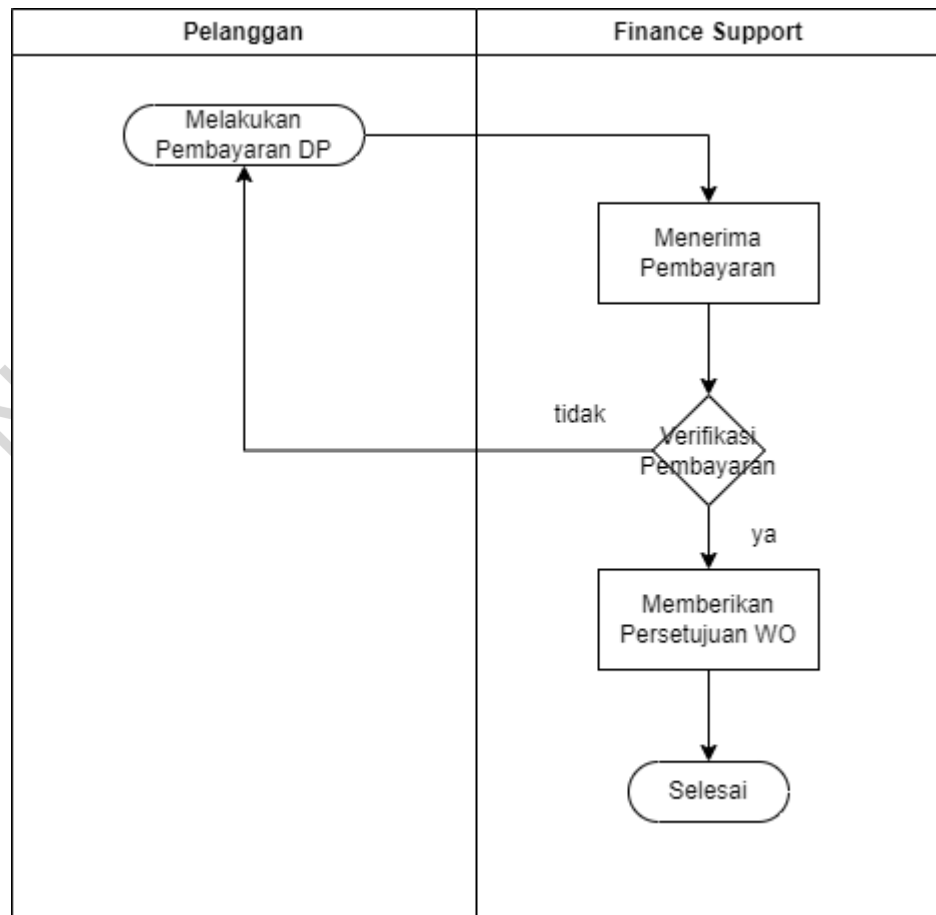 Pelanggan
Finance Support
Melakukan
Pembayaran DP
Menerima
Pembayaran
tidak
Verifikasi
Pembayaran
ya
Memberikan
Persetujuan WO
Selesai